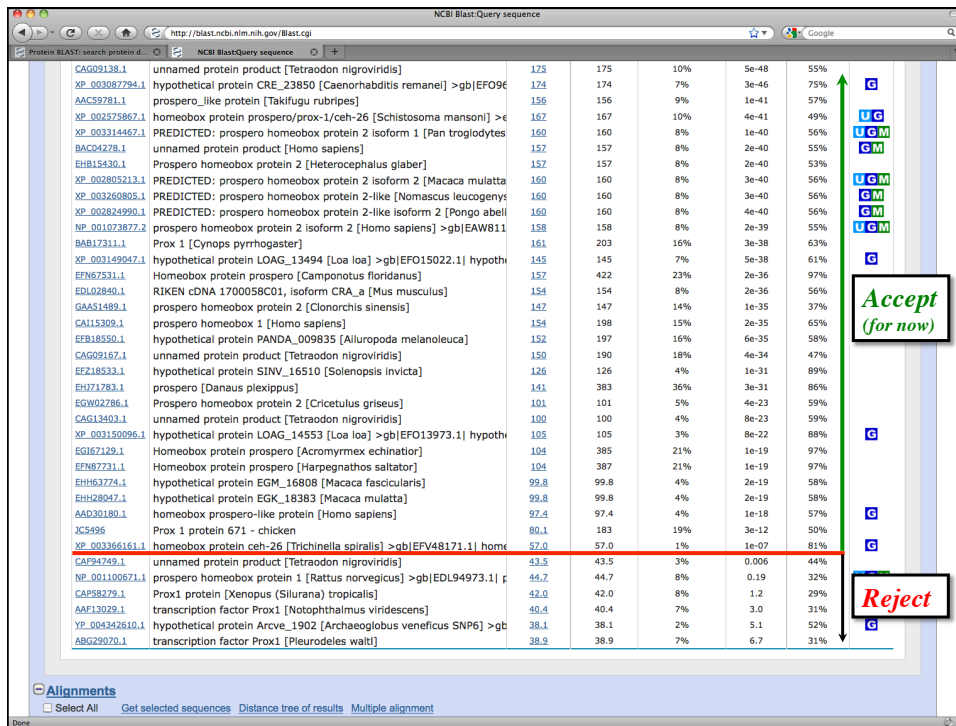 NCBI Blast:Query sequence
http://blast.ncbi.nlm.nih.gov/Blast.cgi
Google
Protein BLAST: search protein d...
NCBI Blast:Query sequence
CAG09138.1 unnamed protein product [Tetraodon nigroviridis] 175 175 10% 5e-48 55%
XP_003087794.1 hypothetical protein CRE_23850 [Caenorhabditis remanei] >gb|EFO96 174 174 7% 3e-46 75% G
AAC59781.1 prospero_like protein [Takifugu rubripes] 156 156 9% 1e-41 57%
XP_002575867.1 homeobox protein prospero/prox-1/ceh-26 [Schistosoma mansoni] >e 167 167 10% 4e-41 49% U G
XP_003314467.1 PREDICTED: prospero homeobox protein 2 isoform 1 [Pan troglodytes 160 160 8% 1e-40 56% U G M
BAC04278.1 unnamed protein product [Homo sapiens] 157 157 8% 2e-40 55% G M
EHB15430.1 Prospero homeobox protein 2 [Heterocephalus glaber] 157 157 8% 2e-40 53%
XP_002805213.1 PREDICTED: prospero homeobox protein 2 isoform 2 [Macaca mulatta 160 160 8% 3e-40 56% U G M
XP_003260805.1 PREDICTED: prospero homeobox protein 2-like [Nomascus leucogenys 160 160 8% 3e-40 56% G M
XP_002824990.1 PREDICTED: prospero homeobox protein 2-like isoform 2 [Pongo abeli 160 160 8% 4e-40 56% G M
NP_001073877.2 prospero homeobox protein 2 isoform 2 [Homo sapiens] >gb|EAW811 158 158 8% 2e-39 55% U G M
BAB17311.1 Prox 1 [Cynops pyrrhogaster] 161 203 16% 3e-38 63%
XP_003149047.1 hypothetical protein LOAG_13494 [Loa loa] >gb|EFO15022.1| hypothe 145 145 7% 5e-38 61% G
EFN67531.1 Homeobox protein prospero [Camponotus floridanus] 157 422 23% 2e-36 97%
EDL02840.1 RIKEN cDNA 1700058C01, isoform CRA_a [Mus musculus] 154 154 8% 2e-36 56%
GAA51489.1 prospero homeobox protein 2 [Clonorchis sinensis] 147 147 14% 1e-35 37%
CAI15309.1 prospero homeobox 1 [Homo sapiens] 154 198 15% 2e-35 65%
EFB18550.1 hypothetical protein PANDA_009835 [Ailuropoda melanoleuca] 152 197 16% 6e-35 58%
CAG09167.1 unnamed protein product [Tetraodon nigroviridis] 150 190 18% 4e-34 47%
EFZ18533.1 hypothetical protein SINV_16510 [Solenopsis invicta] 126 126 4% 1e-31 89%
EHJ71783.1 prospero [Danaus plexippus] 141 383 36% 3e-31 86%
EGW02786.1 Prospero homeobox protein 2 [Cricetulus griseus] 101 101 5% 4e-23 59%
CAG13403.1 unnamed protein product [Tetraodon nigroviridis] 100 100 4% 8e-23 59%
XP_003150096.1 hypothetical protein LOAG_14553 [Loa loa] >gb|EFO13973.1| hypothe 105 105 3% 8e-22 88% G
EGI67129.1 Homeobox protein prospero [Acromyrmex echinatior] 104 385 21% 1e-19 97%
EFN87731.1 Homeobox protein prospero [Harpegnathos saltator] 104 387 21% 1e-19 97%
EHH63774.1 hypothetical protein EGM_16808 [Macaca fascicularis] 99.8 99.8 4% 2e-19 58%
EHH28047.1 hypothetical protein EGK_18383 [Macaca mulatta] 99.8 99.8 4% 2e-19 58%
AAD30180.1 homeobox prospero-like protein [Homo sapiens] 97.4 97.4 4% 1e-18 57% G
JC5496 Prox 1 protein 671 - chicken 80.1 183 19% 3e-12 50%
XP_003366161.1 homeobox protein ceh-26 [Trichinella spiralis] >gb|EFV48171.1| home 57.0 57.0 1% 1e-07 81% G
CAF94749.1 unnamed protein product [Tetraodon nigroviridis] 43.5 43.5 3% 0.006 44%
NP_001100671.1 prospero homeobox protein 1 [Rattus norvegicus] >gb|EDL94973.1| p 44.7 44.7 8% 0.19 32% U G M
CAP58279.1 Prox1 protein [Xenopus (Silurana) tropicalis] 42.0 42.0 8% 1.2 29%
AAF13029.1 transcription factor Prox1 [Notophthalmus viridescens] 40.4 40.4 7% 3.0 31%
YP_004342610.1 hypothetical protein Arcve_1902 [Archaeoglobus veneficus SNP6] >gb 38.1 38.1 2% 5.1 52% G
ABG29070.1 transcription factor Prox1 [Pleurodeles waltl] 38.9 38.9 7% 6.7 31%
Accept
(for now)
Reject
Alignments
Select All Get selected sequences Distance tree of results Multiple alignment
Done